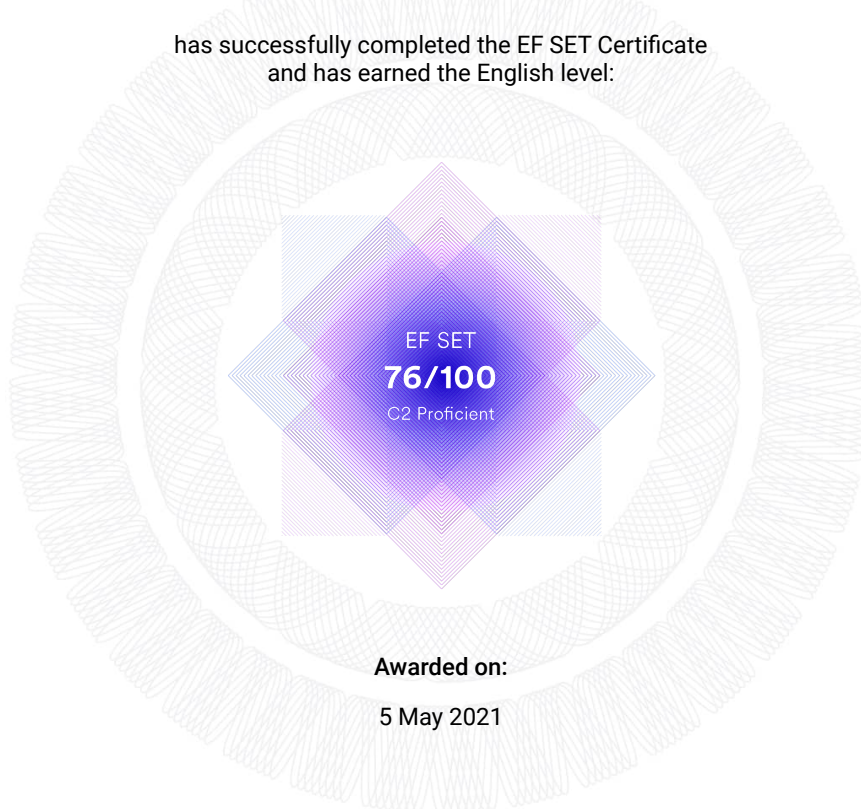 has successfully completed the EF SET Certificate
and has earned the English level:
EF SET
76/100
C2 Proficient
Awarded on:
5 May 2021